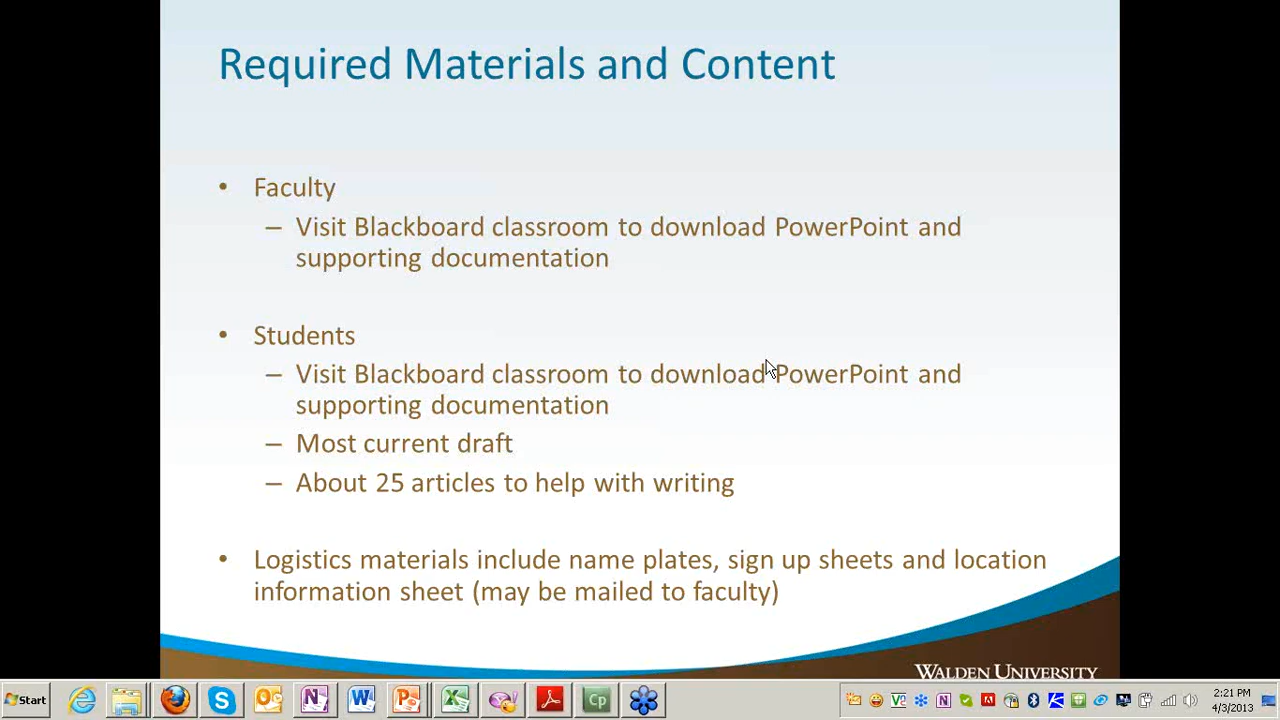 Required Materials and Content
• Faculty
– Visit Blackboard classroom to download PowerPoint and
supporting documentation
• Students
– Visit Blackboard classroom to download PowerPoint and
supporting documentation
– Most current draft
– About 25 articles to help with writing
• Logistics materials include name plates, sign up sheets and location
information sheet (may be mailed to faculty)
WALDEN UNIVERSITY
Start
2:21 PM
4/3/2013